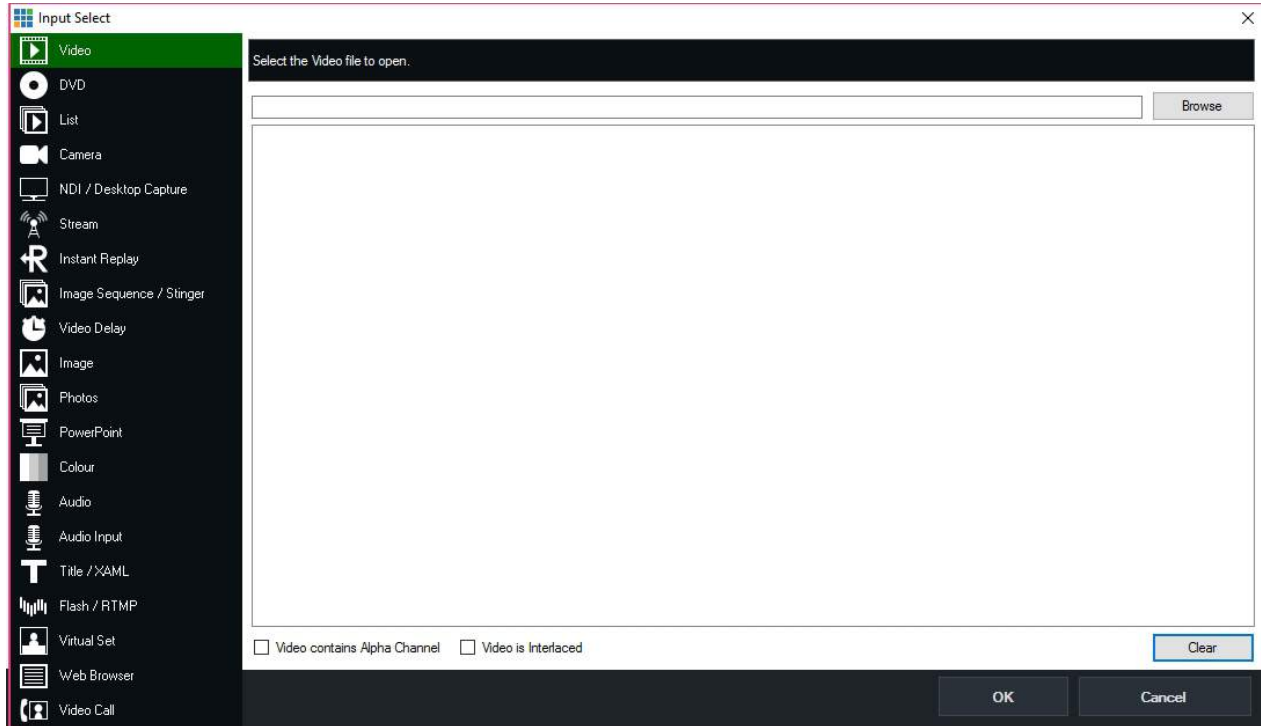 Input Select
Video
DVD
List
Camera
NDI / Desktop Capture
Stream
Instant Replay
Image Sequence / Stinger
Video Delay
Image
Photos
PowerPoint
Colour
Audio
Audio Input
Title / XAML
Flash / RTMP
Virtual Set
Web Browser
Video Call
Select the Video file to open.
Browse
Video contains Alpha Channel Video is Interlaced Clear
OK Cancel